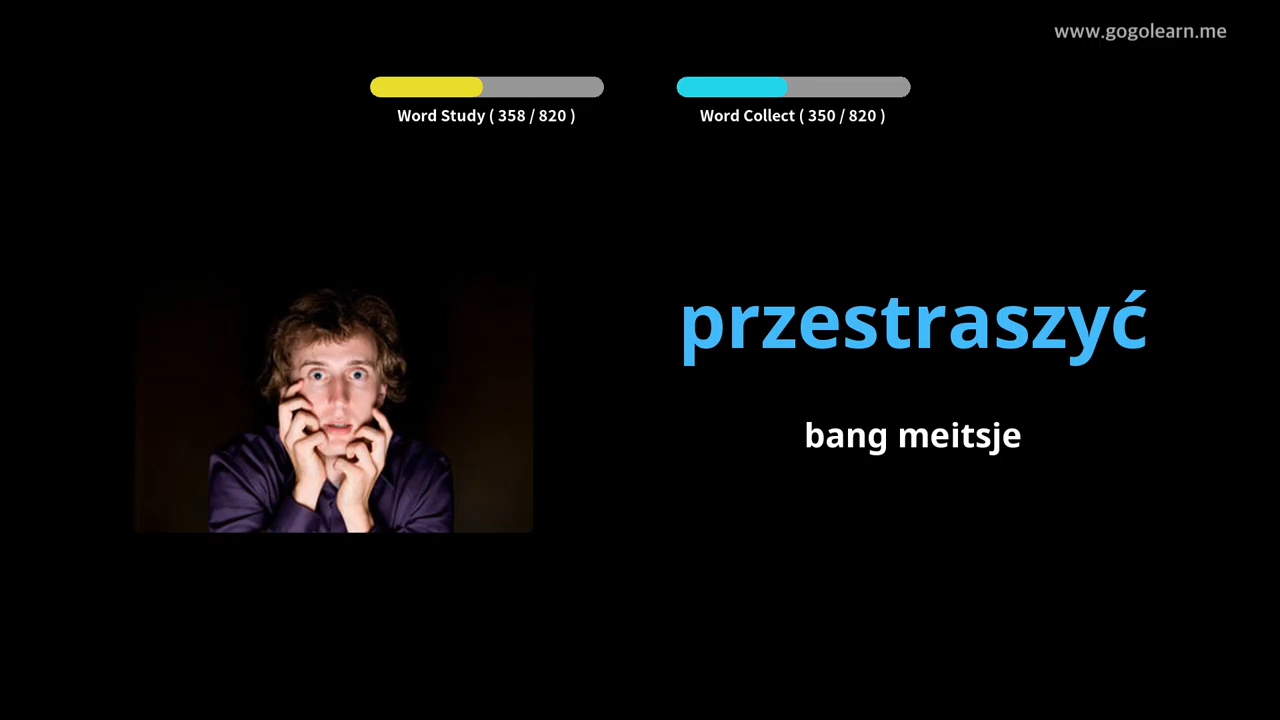 www.gogolearn.me
Word Study ( 358 / 820 )
Word Collect ( 350 / 820 )
przestraszyć
bang meitsje